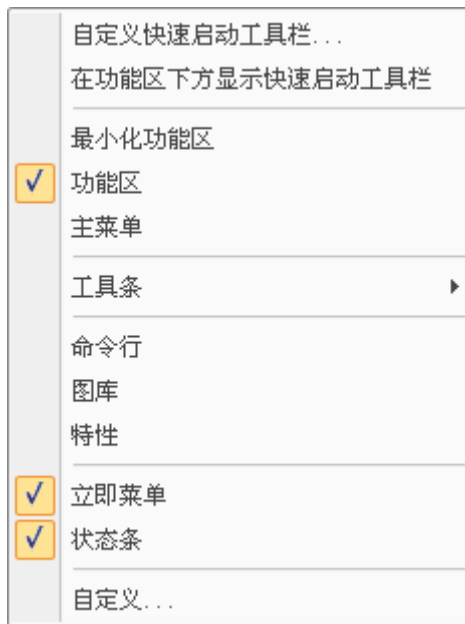 自定义快速启动工具栏...
在功能区下方显示快速启动工具栏
最小化功能区
功能区
主菜单
工具条
命令行
图库
特性
立即菜单
状态条
自定义...